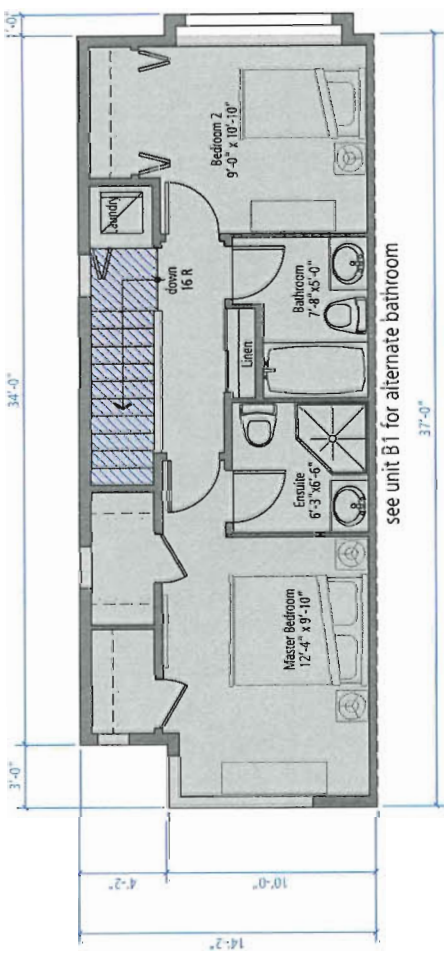 1'-0"
34'-0"
3'-0"
Laundry
down
16 R
Bedroom 2
9'-0" x 10'-10"
Linen
Bathroom
7'-8"x5'-0"
Ensuite
6'-3"x6'-6"
Master Bedroom
12'-4" x 9'-10"
see unit B1 for alternate bathroom
37'-0"
4'-2"
10'-0"
14'-2"